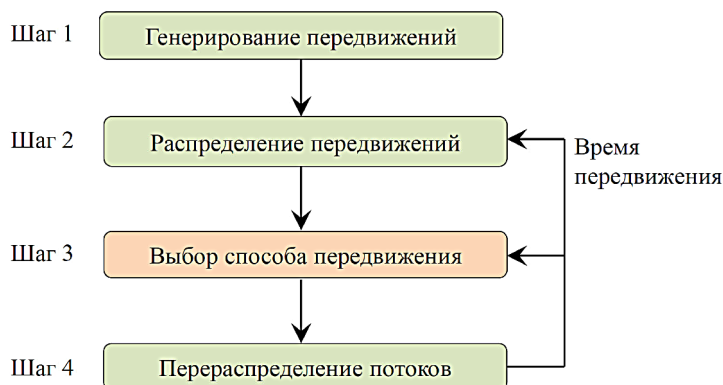 Шаг 1
Генерирование передвижений
Шаг 2
Распределение передвижений
Время
передвижения
Шаг 3
Выбор способа передвижения
Шаг 4
Перераспределение потоков